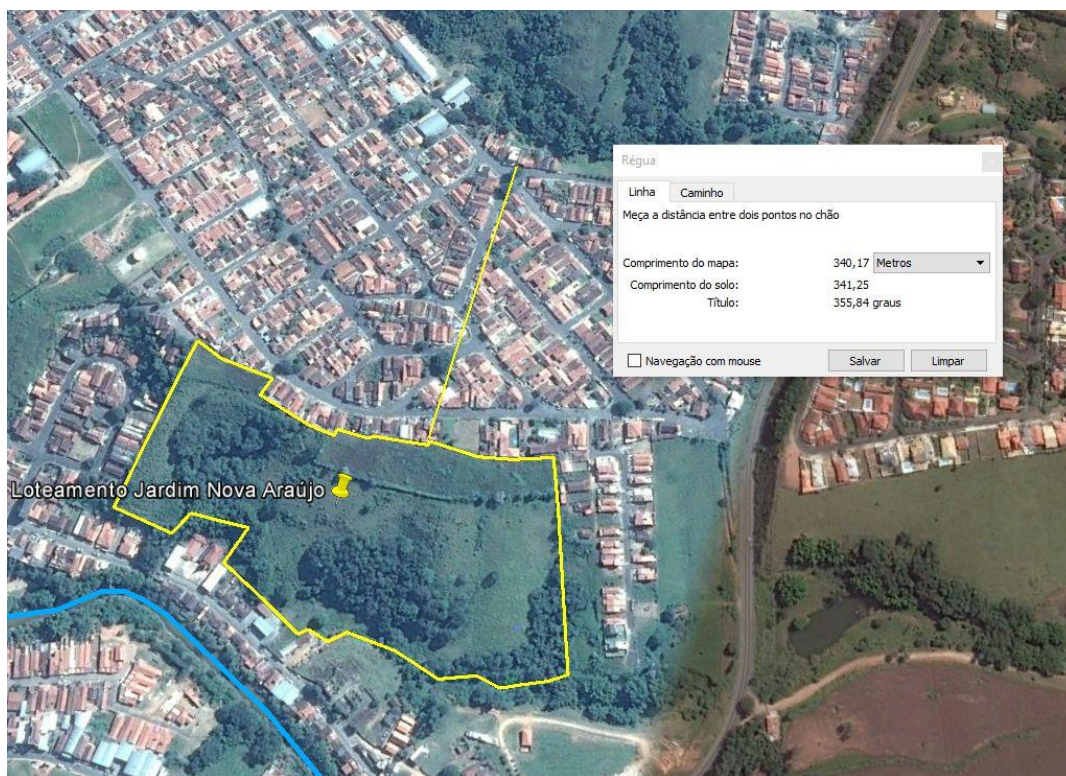 Régua
Linha Caminho
Meça a distância entre dois pontos no chão
Comprimento do mapa: 340,17 Metros
Comprimento do solo: 341,25
Título: 355,84 graus
Navegação com mouse Salvar Limpar
Loteamento Jardim Nova Araújo